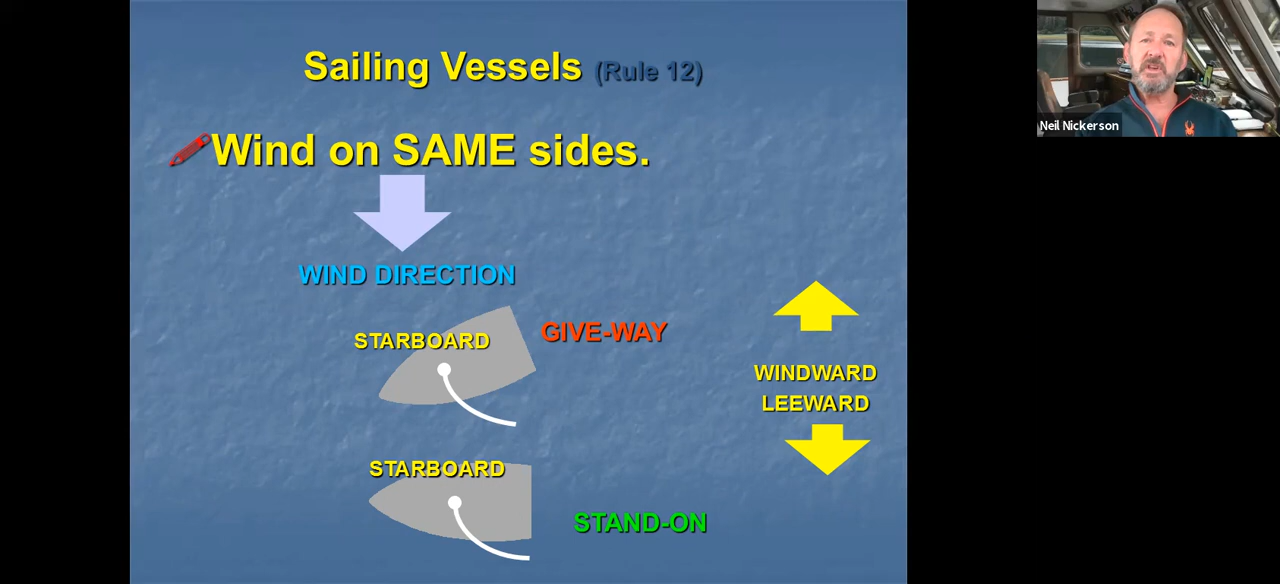 Sailing Vessels (Rule 12)
Wind on SAME sides.
WIND DIRECTION
STARBOARD
GIVE-WAY
WINDWARD
LEEWARD
STARBOARD
STAND-ON
Neil Nickerson